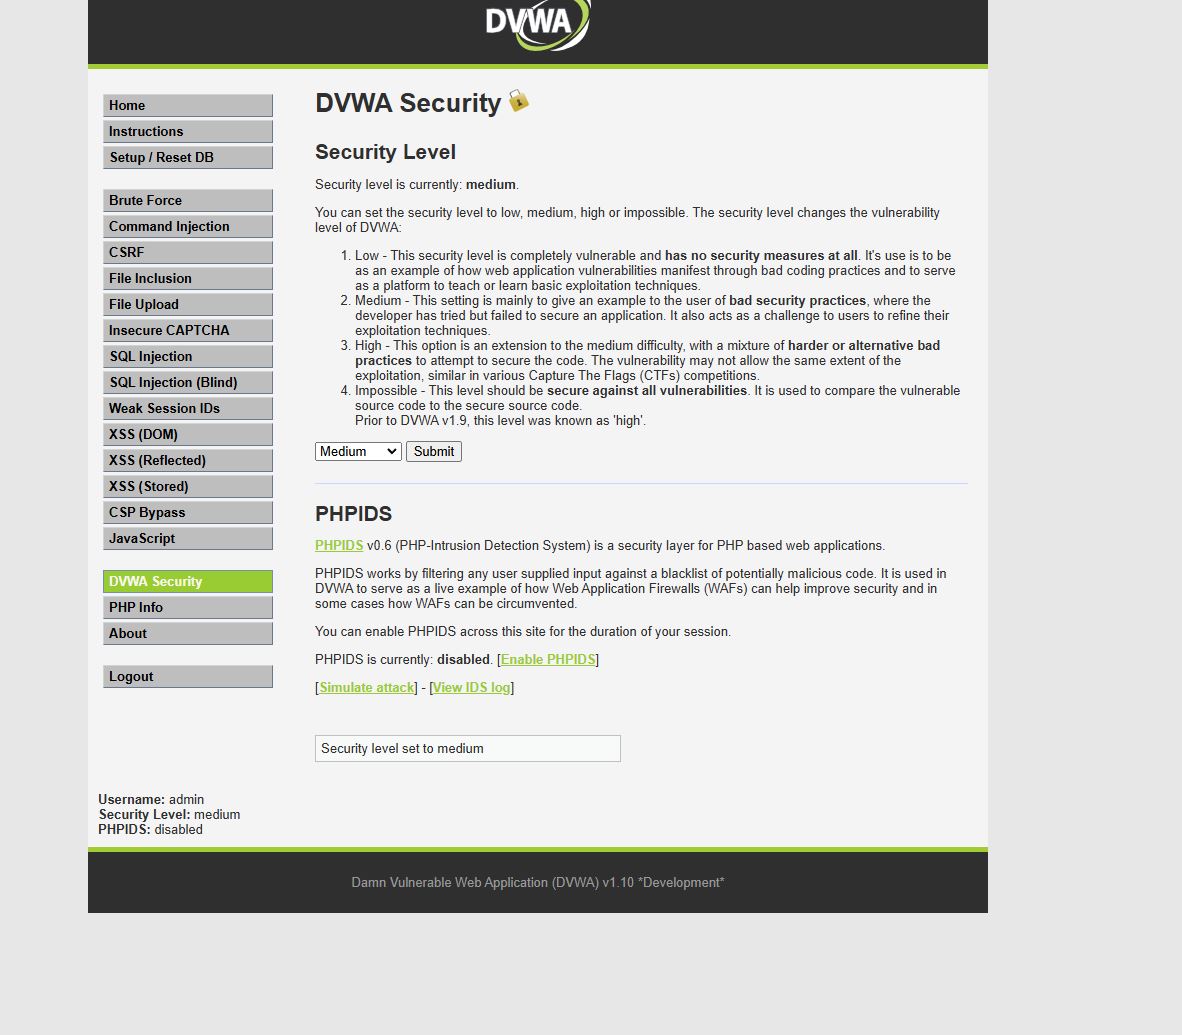 DVWA
Home
Instructions
Setup / Reset DB
Brute Force
Command Injection
CSRF
File Inclusion
File Upload
Insecure CAPTCHA
SQL Injection
SQL Injection (Blind)
Weak Session IDs
XSS (DOM)
XSS (Reflected)
XSS (Stored)
CSP Bypass
JavaScript
DVWA Security
PHP Info
About
Logout
DVWA Security
Security Level
Security level is currently: medium.
You can set the security level to low, medium, high or impossible. The security level changes the vulnerability
level of DVWA:
1. Low - This security level is completely vulnerable and has no security measures at all. It's use is to be
as an example of how web application vulnerabilities manifest through bad coding practices and to serve
as a platform to teach or learn basic exploitation techniques.
2. Medium - This setting is mainly to give an example to the user of bad security practices, where the
developer has tried but failed to secure an application. It also acts as a challenge to users to refine their
exploitation techniques.
3. High - This option is an extension to the medium difficulty, with a mixture of harder or alternative bad
practices to attempt to secure the code. The vulnerability may not allow the same extent of the
exploitation, similar in various Capture The Flags (CTFs) competitions.
4. Impossible - This level should be secure against all vulnerabilities. It is used to compare the vulnerable
source code to the secure source code.
Prior to DVWA v1.9, this level was known as 'high'.
Medium Submit
PHPIDS
PHPIDS v0.6 (PHP-Intrusion Detection System) is a security layer for PHP based web applications.
PHPIDS works by filtering any user supplied input against a blacklist of potentially malicious code. It is used in
DVWA to serve as a live example of how Web Application Firewalls (WAFs) can help improve security and in
some cases how WAFs can be circumvented.
You can enable PHPIDS across this site for the duration of your session.
PHPIDS is currently: disabled. [Enable PHPIDS]
[Simulate attack] - [View IDS log]
Security level set to medium
Username: admin
Security Level: medium
PHPIDS: disabled
Damn Vulnerable Web Application (DVWA) v1.10 *Development*